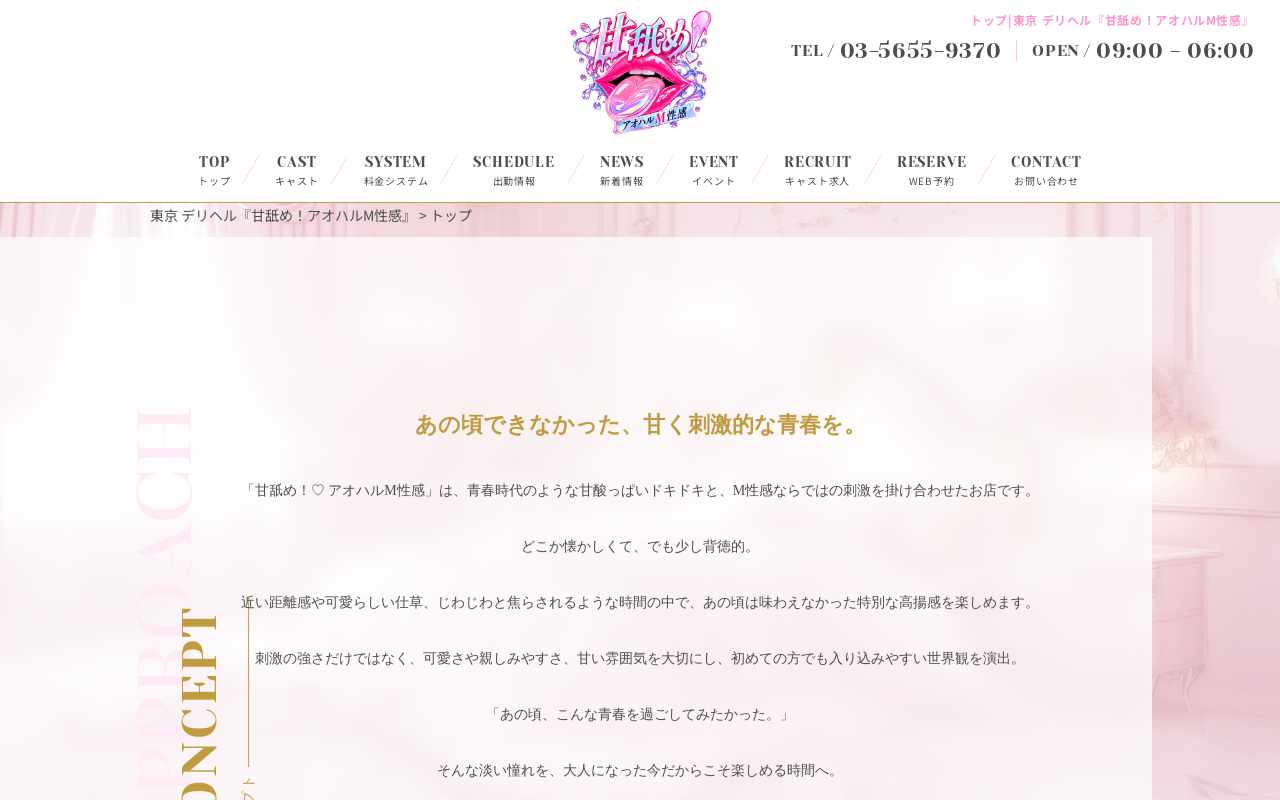 トップ|東京 デリヘル『甘舐め！アオハルM性感』
甘舐め!
アオハルM性感
TEL / 03-5655-9370
OPEN / 09:00 - 06:00
TOP
トップ
CAST
キャスト
SYSTEM
料金システム
SCHEDULE
出勤情報
NEWS
新着情報
EVENT
イベント
RECRUIT
キャスト求人
RESERVE
WEB予約
CONTACT
お問い合わせ
東京 デリヘル『甘舐め！アオハルM性感』 > トップ
あの頃できなかった、甘く刺激的な青春を。
「甘舐め！♡ アオハルM性感」は、青春時代のような甘酸っぱいドキドキと、M性感ならではの刺激を掛け合わせたお店です。
どこか懐かしくて、でも少し背徳的。
近い距離感や可愛らしい仕草、じわじわと焦らされるような時間の中で、あの頃は味わえなかった特別な高揚感を楽しめます。
刺激の強さだけではなく、可愛さや親しみやすさ、甘い雰囲気を大切にし、初めての方でも入り込みやすい世界観を演出。
「あの頃、こんな青春を過ごしてみたかった。」
そんな淡い憧れを、大人になった今だからこそ楽しめる時間へ。
PPROACH
ONCEPT